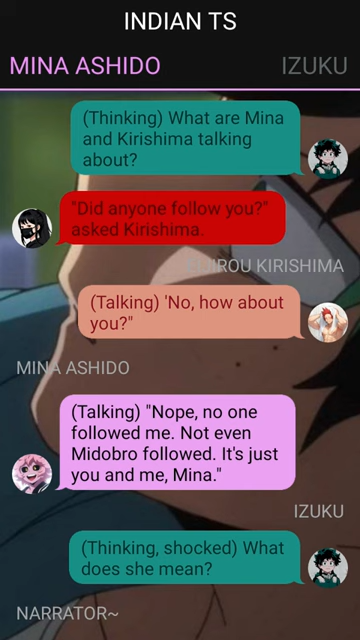 INDIAN TS
MINA ASHIDO
IZUKU
(Thinking) What are Mina
and Kirishima talking
about?
"Did anyone follow you?"
asked Kirishima.
EIJIROU KIRISHIMA
(Talking) 'No, how about
you?"
MINA ASHIDO
(Talking) "Nope, no one
followed me. Not even
Midobro followed. It's just
you and me, Mina."
IZUKU
(Thinking, shocked) What
does she mean?
NARRATOR~